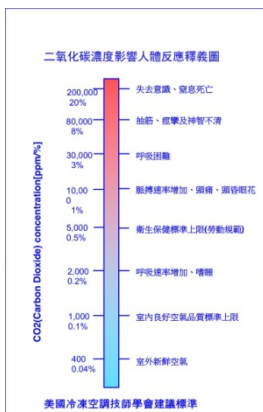 二氧化碳濃度影響人體反應釋義圖
CO2(Carbon Dioxide) concentration[ppm/%]
200,000
20%
失去意識、窒息死亡
80,000
8%
抽筋、痙攣及神智不清
30,000
3%
呼吸困難
10,00
0
1%
脈搏速率增加、頭痛、頭昏眼花
5,000
0.5%
衛生保健標準上限(勞動規範)
2,000
0.2%
呼吸速率增加、嗜睡
1,000
0.1%
室內良好空氣品質標準上限
400
0.04%
室外新鮮空氣
美國冷凍空調技師學會建議標準